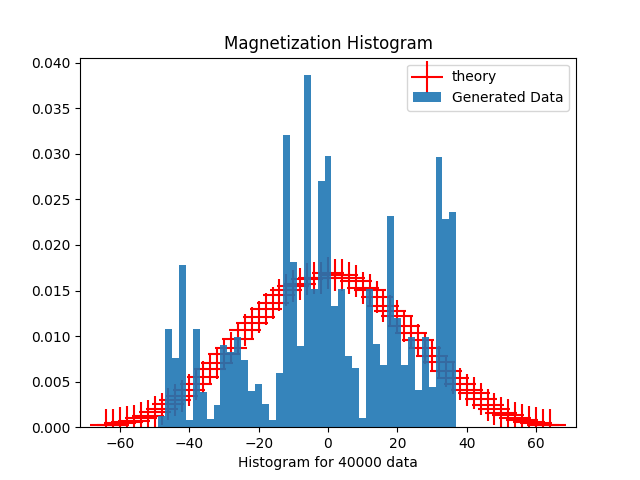 Magnetization Histogram
theory
Generated Data
0.040
0.035
0.030
0.025
0.020
0.015
0.010
0.005
0.000
−60 −40 −20 0 20 40 60
Histogram for 40000 data